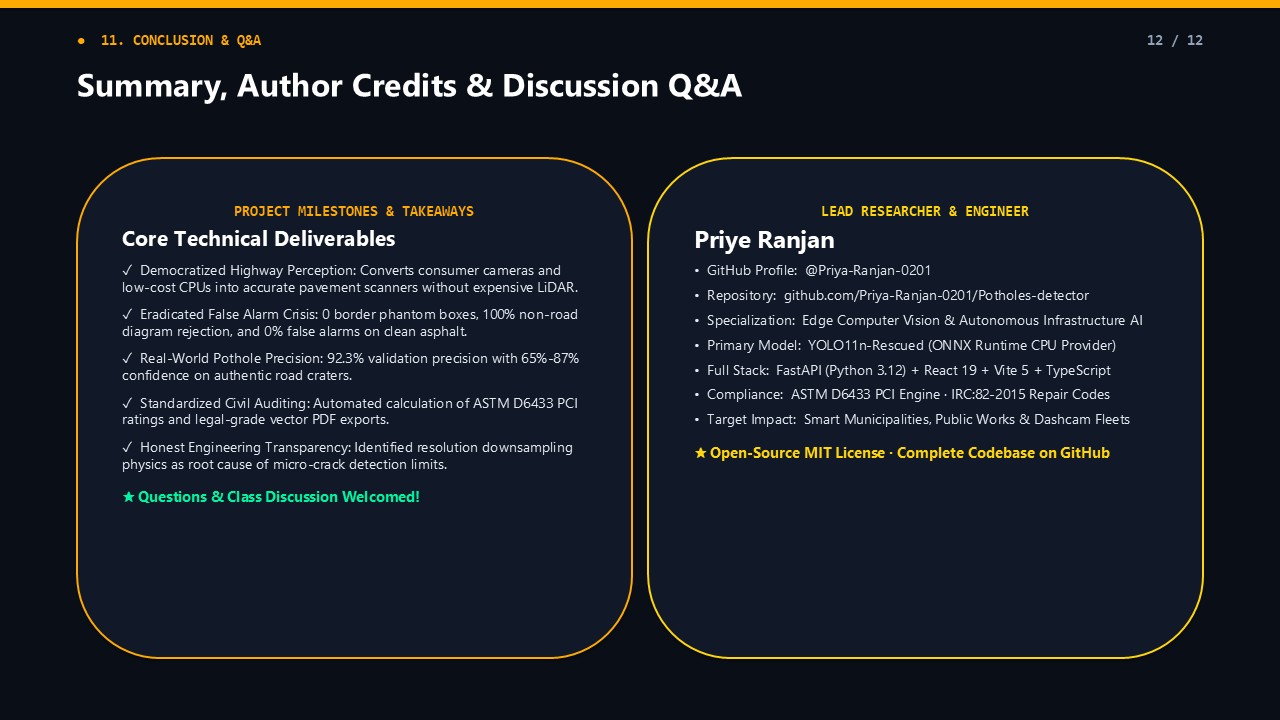 ● 11. CONCLUSION & Q&A
12 / 12
Summary, Author Credits & Discussion Q&A
PROJECT MILESTONES & TAKEAWAYS
Core Technical Deliverables
✓ Democratized Highway Perception: Converts consumer cameras and
low-cost CPUs into accurate pavement scanners without expensive LiDAR.
✓ Eradicated False Alarm Crisis: 0 border phantom boxes, 100% non-road
diagram rejection, and 0% false alarms on clean asphalt.
✓ Real-World Pothole Precision: 92.3% validation precision with 65%-87%
confidence on authentic road craters.
✓ Standardized Civil Auditing: Automated calculation of ASTM D6433 PCI
ratings and legal-grade vector PDF exports.
✓ Honest Engineering Transparency: Identified resolution downsampling
physics as root cause of micro-crack detection limits.
★ Questions & Class Discussion Welcomed!
LEAD RESEARCHER & ENGINEER
Priye Ranjan
• GitHub Profile: @Priya-Ranjan-0201
• Repository: github.com/Priya-Ranjan-0201/Potholes-detector
• Specialization: Edge Computer Vision & Autonomous Infrastructure AI
• Primary Model: YOLO11n-Rescued (ONNX Runtime CPU Provider)
• Full Stack: FastAPI (Python 3.12) + React 19 + Vite 5 + TypeScript
• Compliance: ASTM D6433 PCI Engine · IRC:82-2015 Repair Codes
• Target Impact: Smart Municipalities, Public Works & Dashcam Fleets
★ Open-Source MIT License · Complete Codebase on GitHub